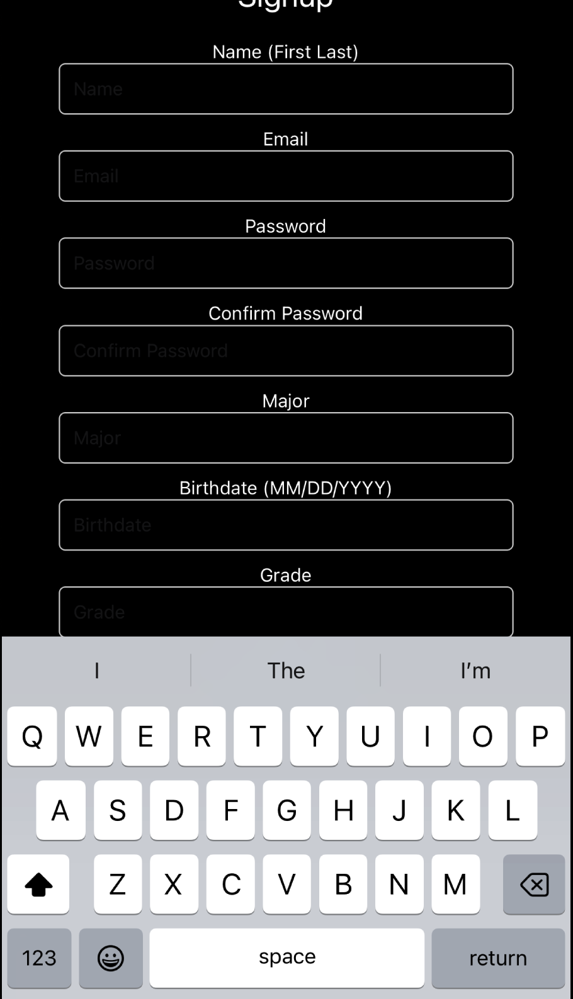 Signup
Name (First Last)
Name
Email
Email
Password
Password
Confirm Password
Confirm Password
Major
Major
Birthdate (MM/DD/YYYY)
Birthdate
Grade
Grade
I The I'm
Q W E R T Y U I O P
A S D F G H J K L
Z X C V B N M
123 space return